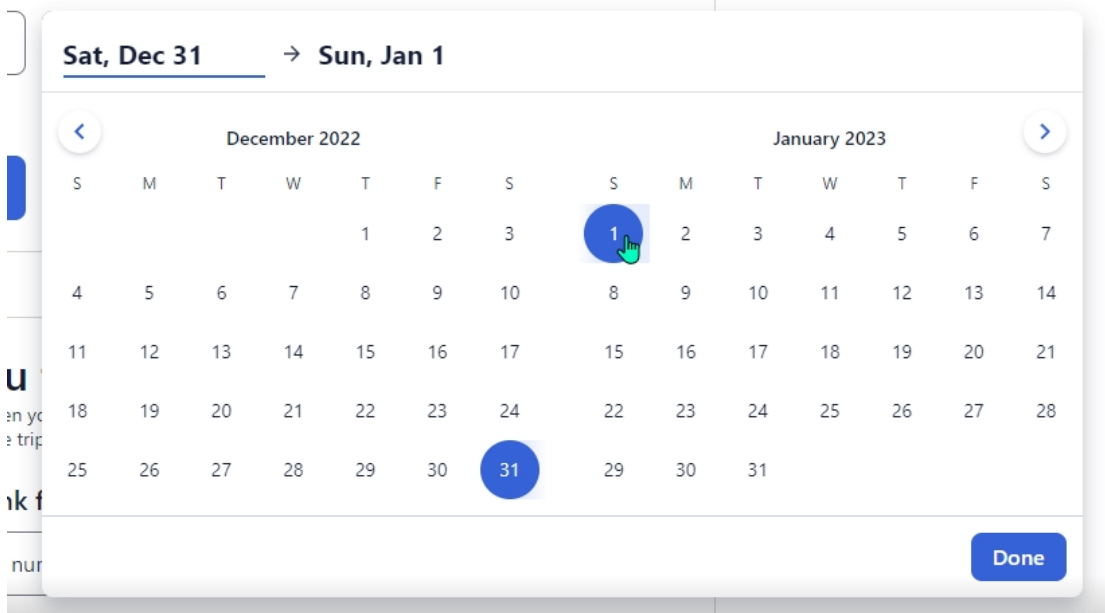 Sat, Dec 31 → Sun, Jan 1
December 2022
S M T W T F S
1 2 3
4 5 6 7 8 9 10
11 12 13 14 15 16 17
18 19 20 21 22 23 24
25 26 27 28 29 30 31
January 2023
S M T W T F S
1 2 3 4 5 6 7
8 9 10 11 12 13 14
15 16 17 18 19 20 21
22 23 24 25 26 27 28
29 30 31
Done